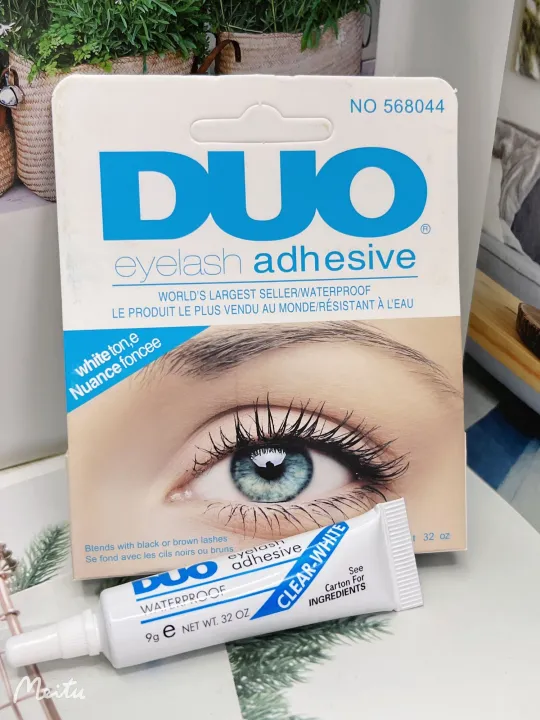 NO 568044
DUO®
eyelash adhesive
WORLD'S LARGEST SELLER/WATERPROOF
LE PRODUIT LE PLUS VENDU AU MONDE/RÉSISTANT À L'EAU
white ton,e
Nuance foncee
Blends with black or brown lashes
Se fond avec les cils noirs ou bruns
32 oz
DUO
eyelash
adhesive
WATERPROOF
CLEAR-WHITE
9g e NET WT. 32 OZ
See
Carton For
INGREDIENTS
Meitu